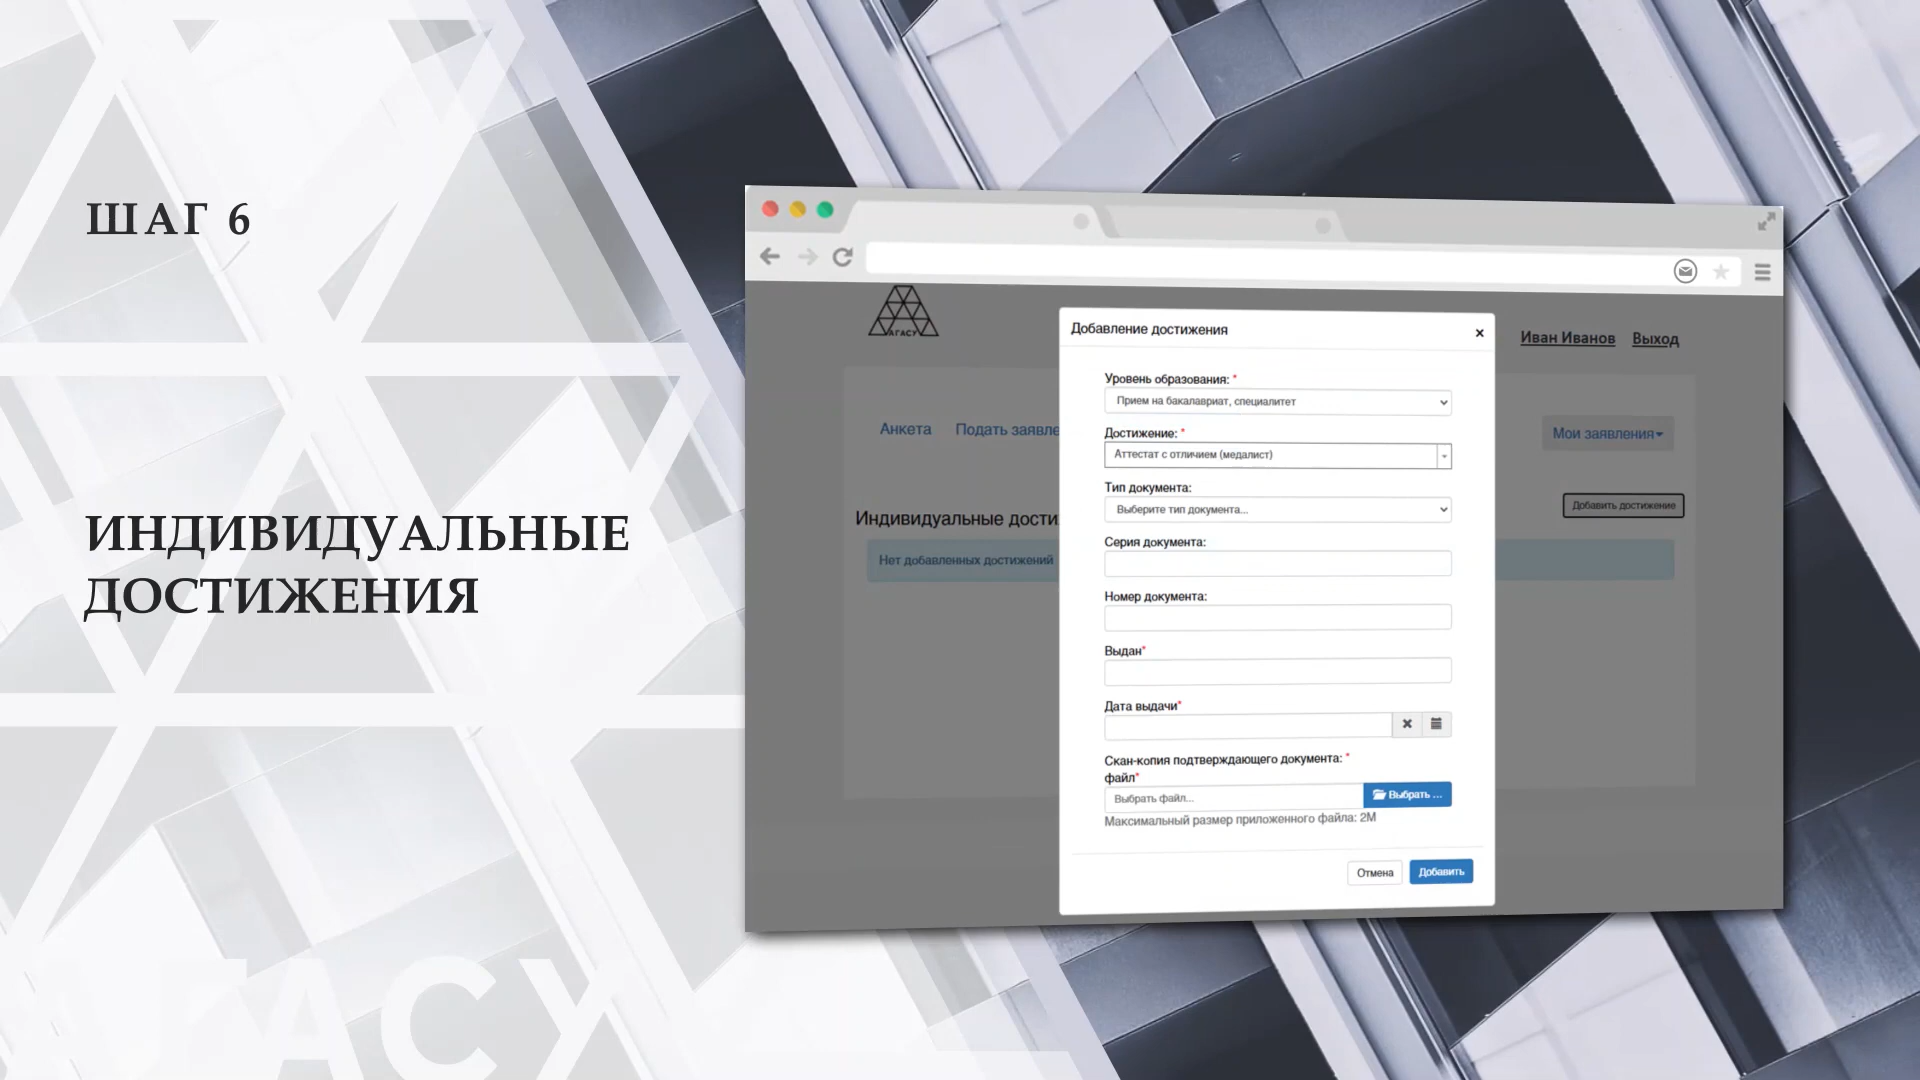 ШАГ 6
ИНДИВИДУАЛЬНЫЕ
ДОСТИЖЕНИЯ
АГАСУ
АГАСУ
Иван Иванов Выход
Анкета Подать заявле
Мои заявления
Индивидуальные дости
Добавить достижение
Нет добавленных достижений
Добавление достижения ×
Уровень образования: *
Прием на бакалавриат, специалитет
Достижение: *
Аттестат с отличием (медалист)
Тип документа:
Выберите тип документа...
Серия документа:
Номер документа:
Выдан*
Дата выдачи*
Скан-копия подтверждающего документа: *
файл*
Выбрать файл...
Выбрать ...
Максимальный размер приложенного файла: 2М
Отмена Добавить